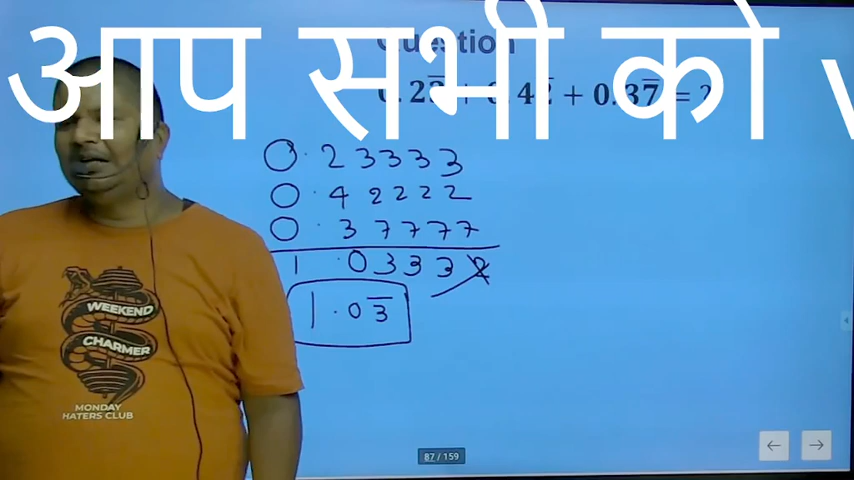 आप सभी को
Question
0.23̅ + 0.42̅ + 0.37̅ = ?
0.23333
0.42222
0.37777
1.0333
1.03̅
WEEKEND
CHARMER
MONDAY
HATERS CLUB
87 / 159